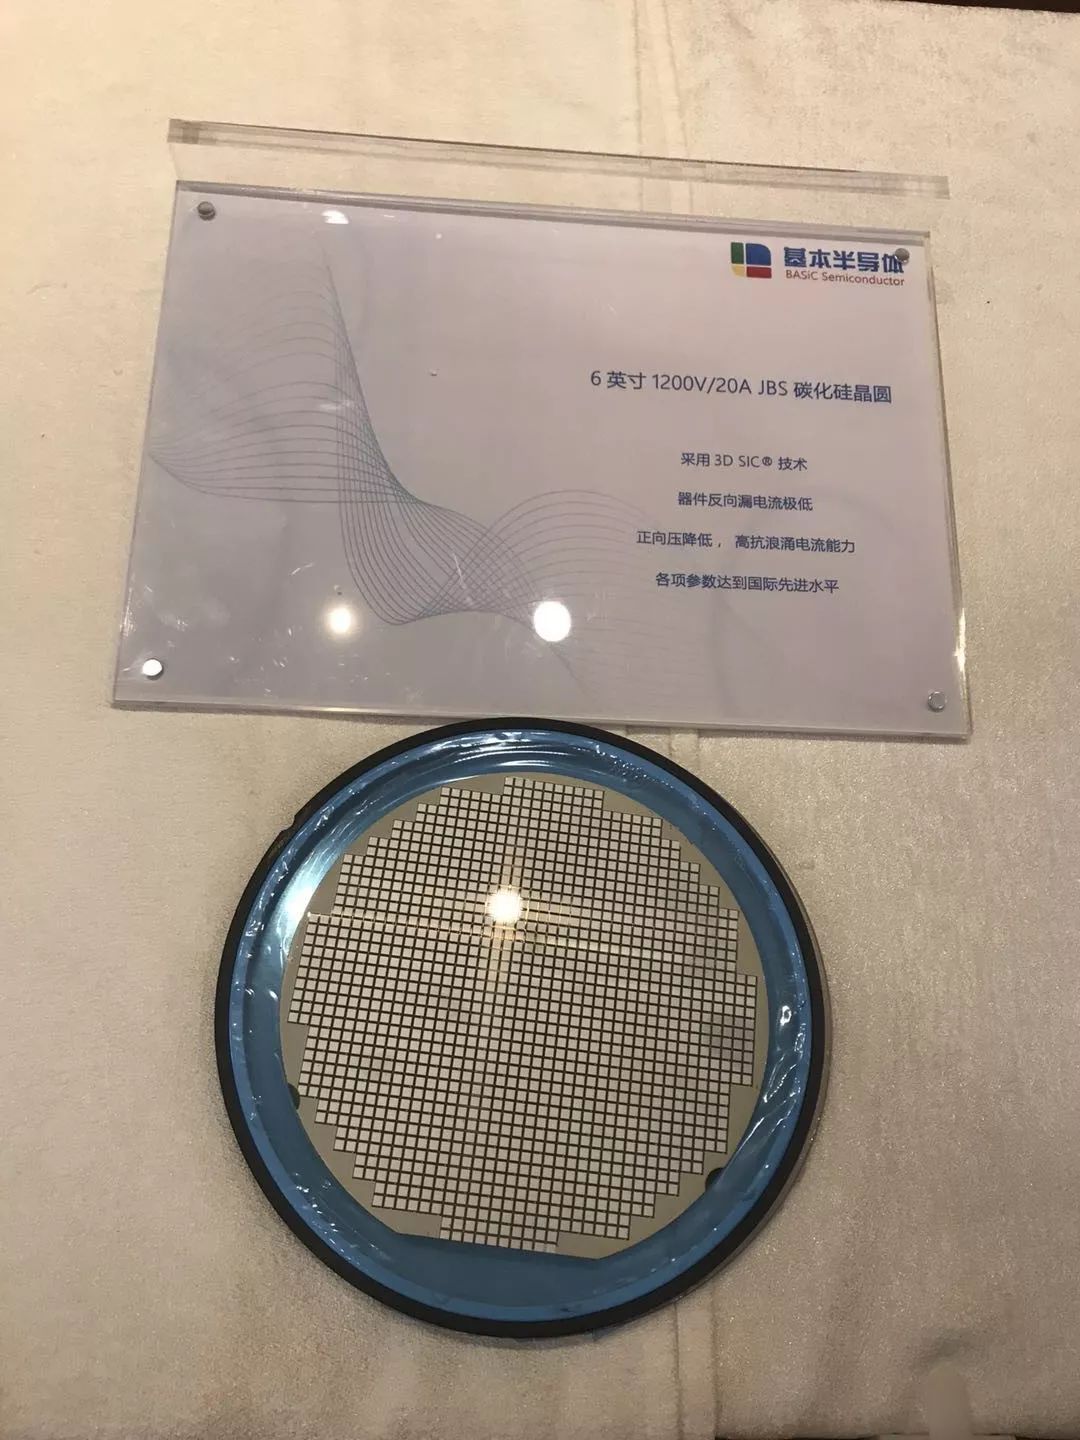 基本半导体
BASiC Semiconductor
6 英寸 1200V/20A JBS 碳化硅晶圆
采用 3D SIC® 技术
器件反向漏电流极低
正向压降低， 高抗浪涌电流能力
各项参数达到国际先进水平